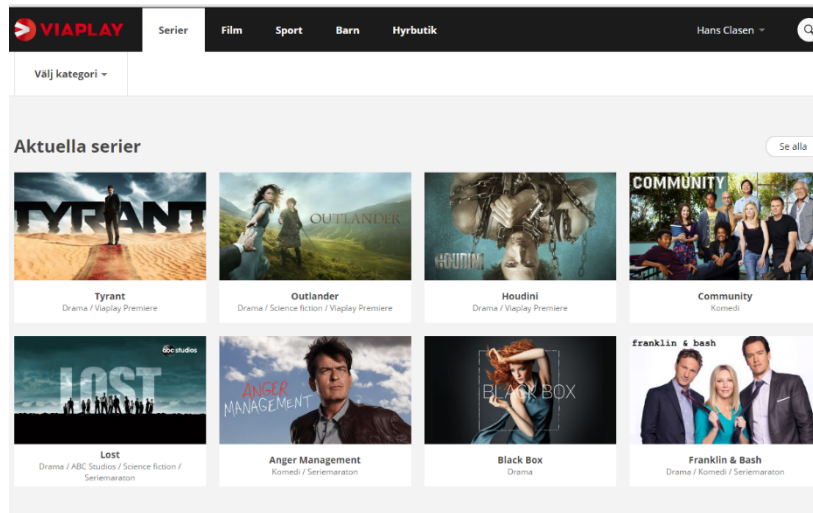 VIAPLAY
Serier
Film
Sport
Barn
Hyrbutik
Hans Clasen
Välj kategori
Aktuella serier
Se alla
TYRANT
OUTLANDER
HOUDINI
COMMUNITY
Tyrant
Drama / Viaplay Premiere
Outlander
Drama / Science fiction / Viaplay Premiere
Houdini
Drama / Viaplay Premiere
Community
Komedi
abc studios
LOST
ANGER
MANAGEMENT
BLACK BOX
franklin & bash
Lost
Drama / ABC Studios / Science fiction /
Seriemaraton
Anger Management
Komedi / Seriemaraton
Black Box
Drama
Franklin & Bash
Drama / Komedi / Seriemaraton